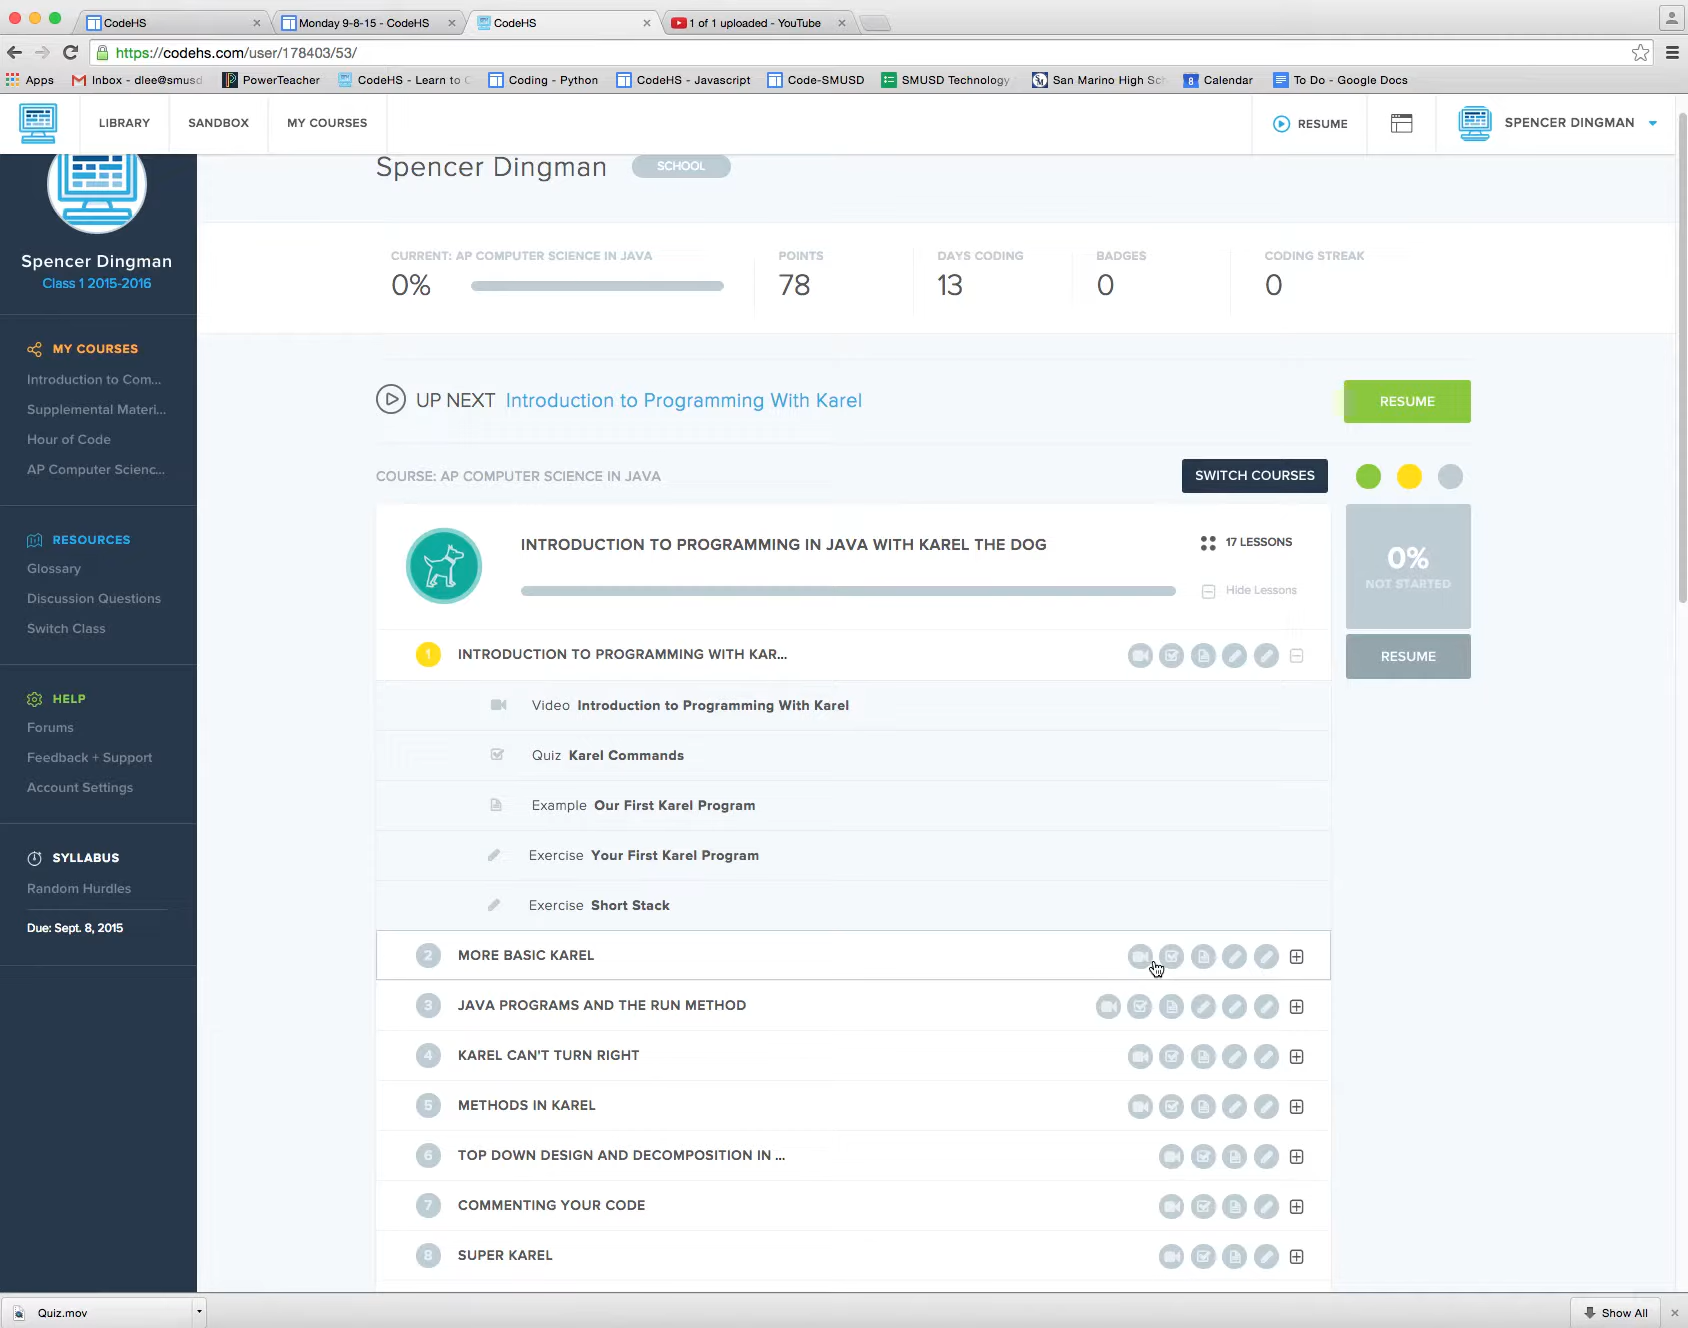 CodeHS
Monday 9-8-15 - CodeHS
CodeHS
1 of 1 uploaded - YouTube
https://codehs.com/user/178403/53/
Apps
Inbox - dlee@smusd
PowerTeacher
CodeHS - Learn to C
Coding - Python
CodeHS - Javascript
Code-SMUSD
SMUSD Technology
San Marino High Sch
8
Calendar
To Do - Google Docs
LIBRARY
SANDBOX
MY COURSES
RESUME
SPENCER DINGMAN
Spencer Dingman
SCHOOL
Spencer Dingman
Class 1 2015-2016
MY COURSES
Introduction to Com...
Supplemental Materi...
Hour of Code
AP Computer Scienc...
RESOURCES
Glossary
Discussion Questions
Switch Class
HELP
Forums
Feedback + Support
Account Settings
SYLLABUS
Random Hurdles
Due: Sept. 8, 2015
CURRENT: AP COMPUTER SCIENCE IN JAVA
0%
POINTS
78
DAYS CODING
13
BADGES
0
CODING STREAK
0
UP NEXT Introduction to Programming With Karel
RESUME
COURSE: AP COMPUTER SCIENCE IN JAVA
SWITCH COURSES
INTRODUCTION TO PROGRAMMING IN JAVA WITH KAREL THE DOG
17 LESSONS
Hide Lessons
0%
NOT STARTED
RESUME
1 INTRODUCTION TO PROGRAMMING WITH KAR...
Video Introduction to Programming With Karel
Quiz Karel Commands
Example Our First Karel Program
Exercise Your First Karel Program
Exercise Short Stack
2 MORE BASIC KAREL
3 JAVA PROGRAMS AND THE RUN METHOD
4 KAREL CAN'T TURN RIGHT
5 METHODS IN KAREL
6 TOP DOWN DESIGN AND DECOMPOSITION IN ...
7 COMMENTING YOUR CODE
8 SUPER KAREL
Quiz.mov
Show All